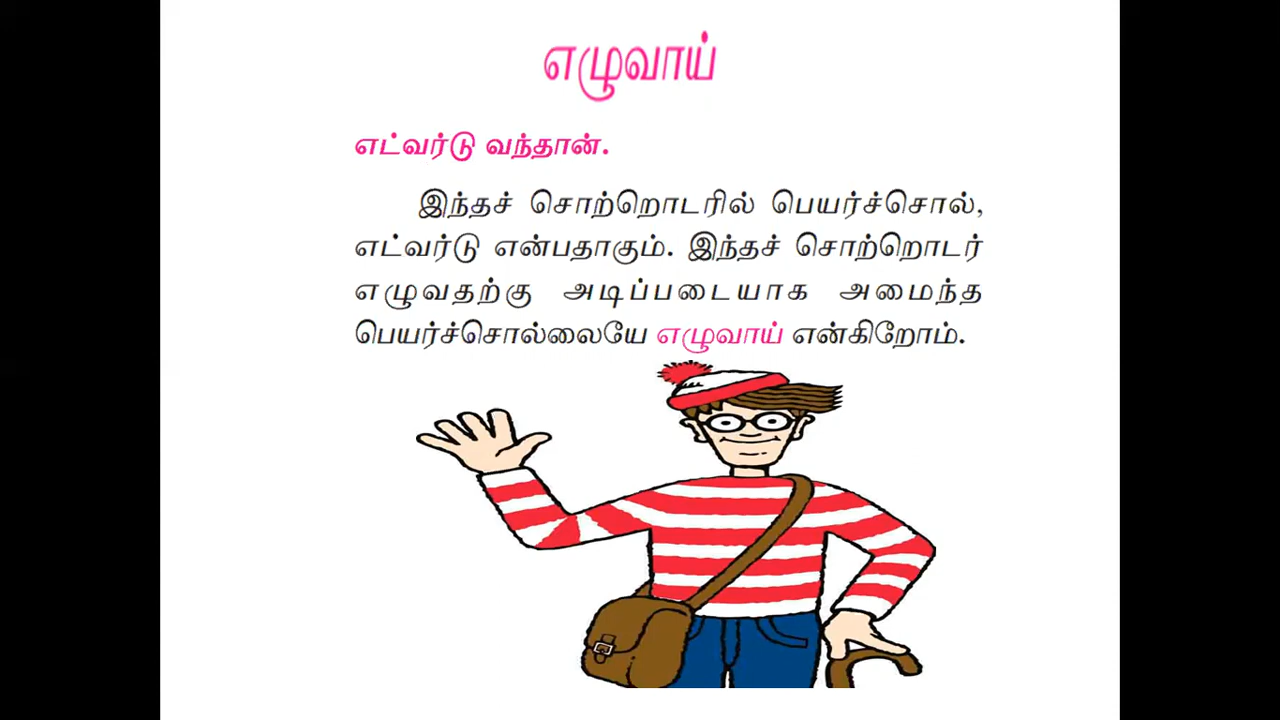 எழுவாய்
எட்வர்டு வந்தான்.
இந்தச் சொற்றொடரில் பெயர்ச்சொல்,
எட்வர்டு என்பதாகும். இந்தச் சொற்றொடர்
எழுவதற்கு அடிப்படையாக அமைந்த
பெயர்ச்சொல்லையே எழுவாய் என்கிறோம்.